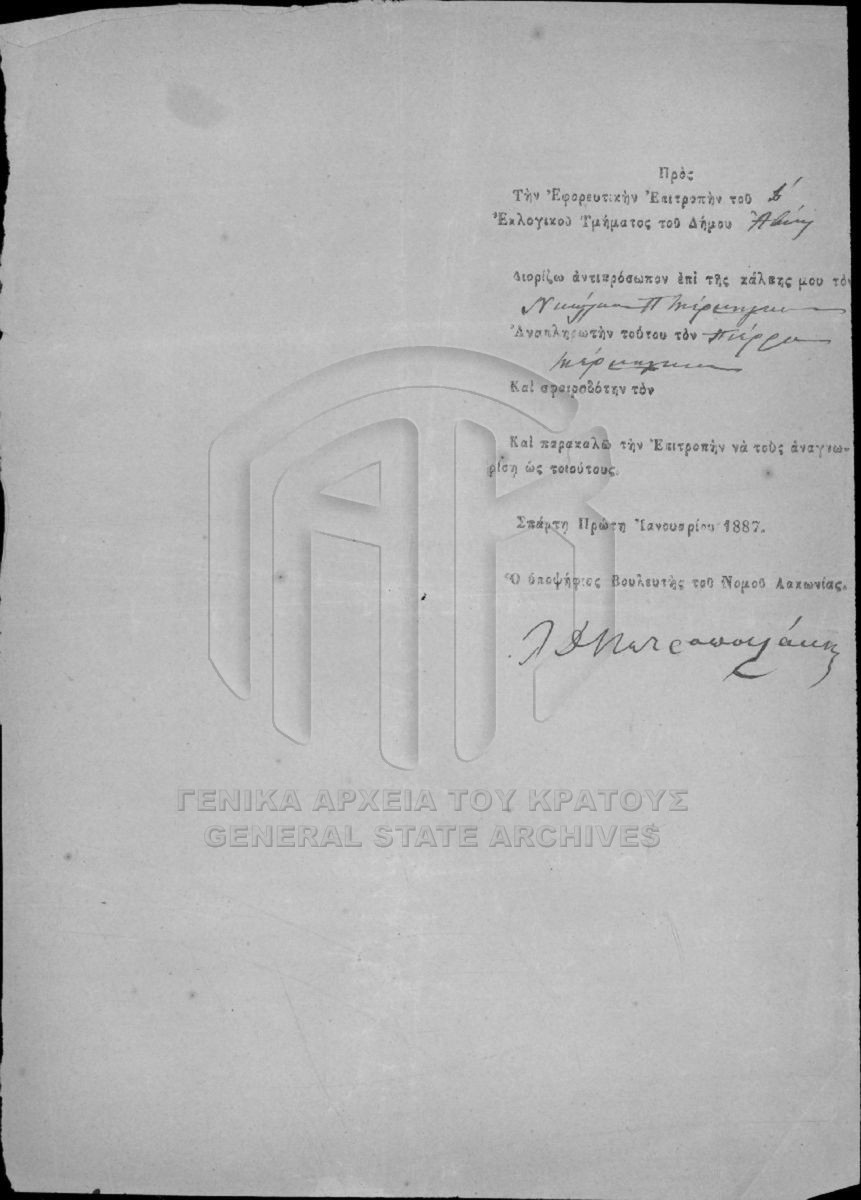 Πρὸς
Τὴν Ἐφορευτικὴν Ἐπιτροπὴν τοῦ Β΄
Ἐκλογικοῦ Τμήματος τοῦ Δήμου
Διορίζω ἀντιπρόσωπον ἐπὶ τῆς κάλπης μου τὸν
Ἀναπληρωτὴν τούτου τὸν
Καὶ σφαιροδότην τὸν
Καὶ παρακαλῶ τὴν Ἐπιτροπὴν νὰ τοὺς ἀναγνω-
ρίσῃ ὡς τοιούτους.
Σπάρτη Πρώτη Ἰανουαρίου 1887.
Ὁ ὑποψήφιος Βουλευτὴς τοῦ Νομοῦ Λακωνίας.
Πετροπουλάκης
ΓΕΝΙΚΑ ΑΡΧΕΙΑ ΤΟΥ ΚΡΑΤΟΥΣ
GENERAL STATE ARCHIVES